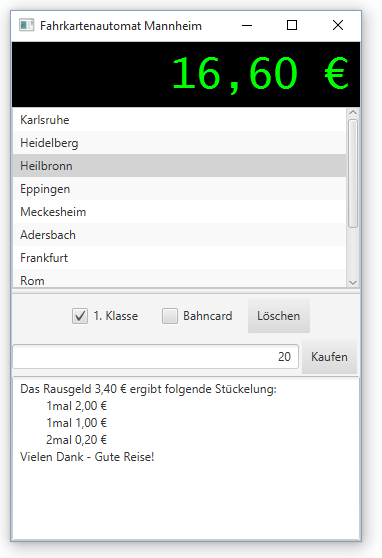 Fahrkartenautomat Mannheim
16,60 €
Karlsruhe
Heidelberg
Heilbronn
Eppingen
Meckesheim
Adersbach
Frankfurt
Rom
1. Klasse Bahncard Löschen
20 Kaufen
Das Rausgeld 3,40 € ergibt folgende Stückelung:
1mal 2,00 €
1mal 1,00 €
2mal 0,20 €
Vielen Dank - Gute Reise!